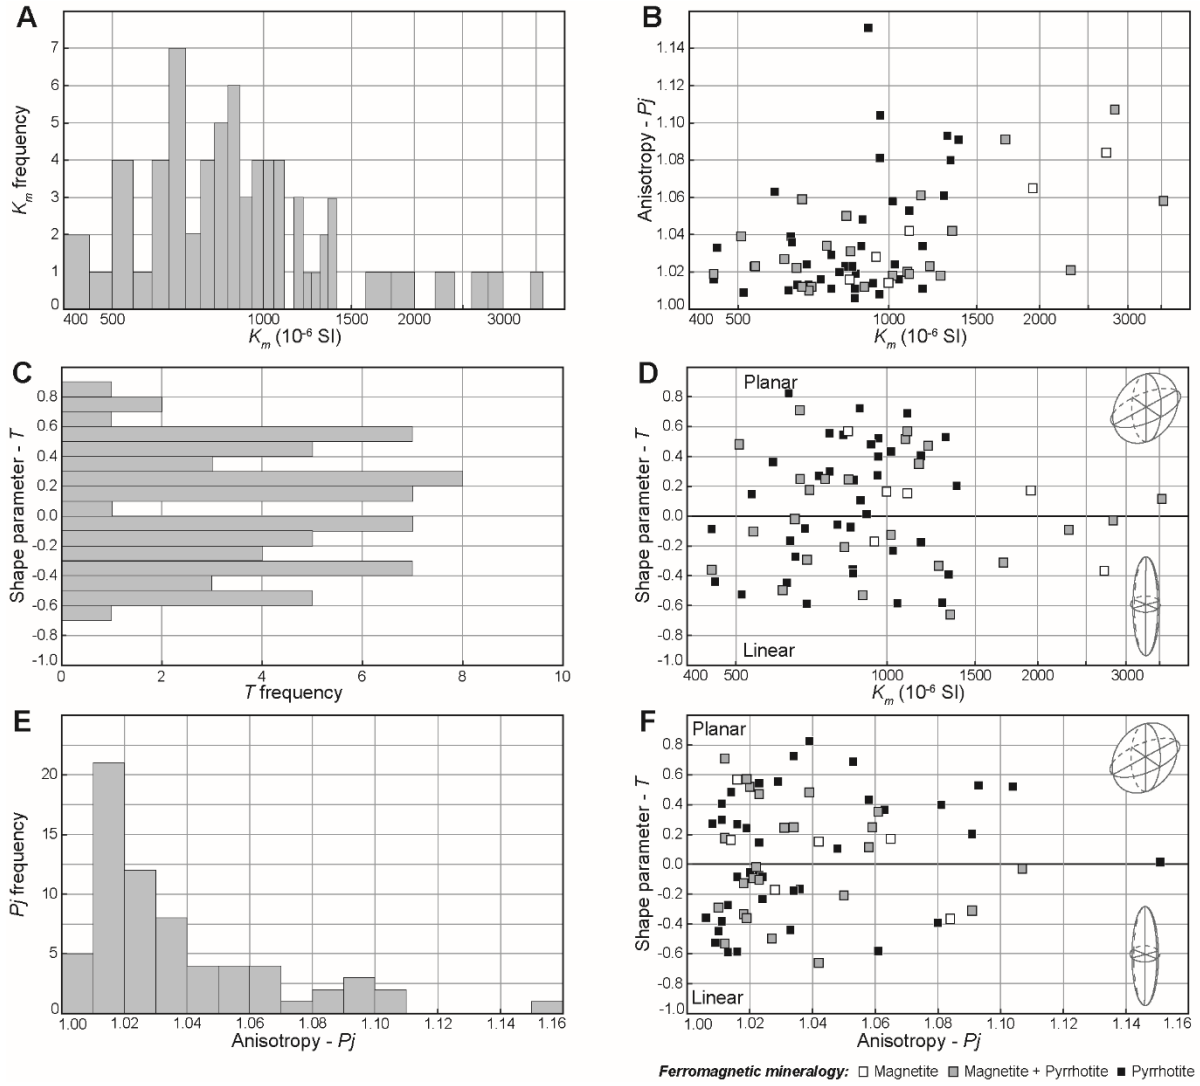 A
Km frequency
7
6
5
4
3
2
1
0
400 500 1000 1500 2000 3000
Km (10-6 SI)
B
Anisotropy - Pj
1.14
1.12
1.10
1.08
1.06
1.04
1.02
1.00
400 500 1000 1500 2000 3000
Km (10-6 SI)
C
Shape parameter - T
0.8
0.6
0.4
0.2
0.0
-0.2
-0.4
-0.6
-0.8
-1.0
0 2 4 6 8 10
T frequency
D
Planar
Shape parameter - T
0.8
0.6
0.4
0.2
0.0
-0.2
-0.4
-0.6
-0.8
-1.0
Linear
400 500 1000 1500 2000 3000
Km (10-6 SI)
E
Pj frequency
20
15
10
5
0
1.00 1.02 1.04 1.06 1.08 1.10 1.12 1.14 1.16
Anisotropy - Pj
F
Planar
Shape parameter - T
0.8
0.6
0.4
0.2
0.0
-0.2
-0.4
-0.6
-0.8
-1.0
Linear
1.00 1.02 1.04 1.06 1.08 1.10 1.12 1.14 1.16
Anisotropy - Pj
Ferromagnetic mineralogy: Magnetite Magnetite + Pyrrhotite Pyrrhotite